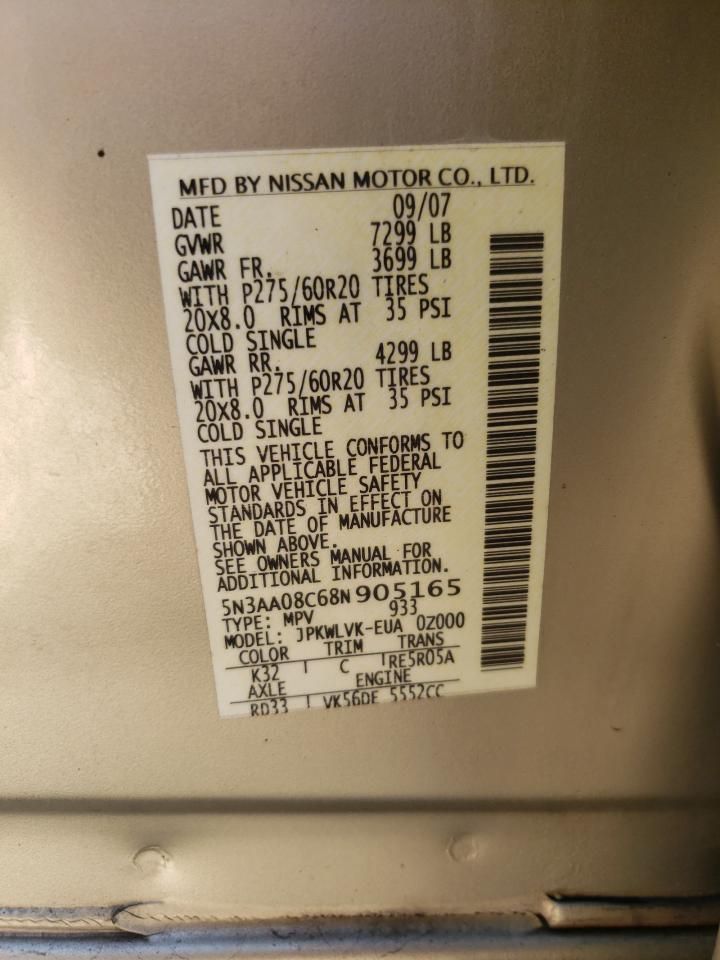 MFD BY NISSAN MOTOR CO., LTD.
DATE 09/07
GVWR 7299 LB
GAWR FR. 3699 LB
WITH P275/60R20 TIRES
20X8.0 RIMS AT 35 PSI
COLD SINGLE
GAWR RR. 4299 LB
WITH P275/60R20 TIRES
20X8.0 RIMS AT 35 PSI
COLD SINGLE
THIS VEHICLE CONFORMS TO
ALL APPLICABLE FEDERAL
MOTOR VEHICLE SAFETY
STANDARDS IN EFFECT ON
THE DATE OF MANUFACTURE
SHOWN ABOVE.
SEE OWNERS MANUAL FOR
ADDITIONAL INFORMATION.
5N3AA08C68N905165
TYPE: MPV 933
MODEL: JPKWLVK-EUA 0Z000
COLOR TRIM TRANS
K32 C RE5R05A
AXLE ENGINE
RD33 VK56DE 5552CC